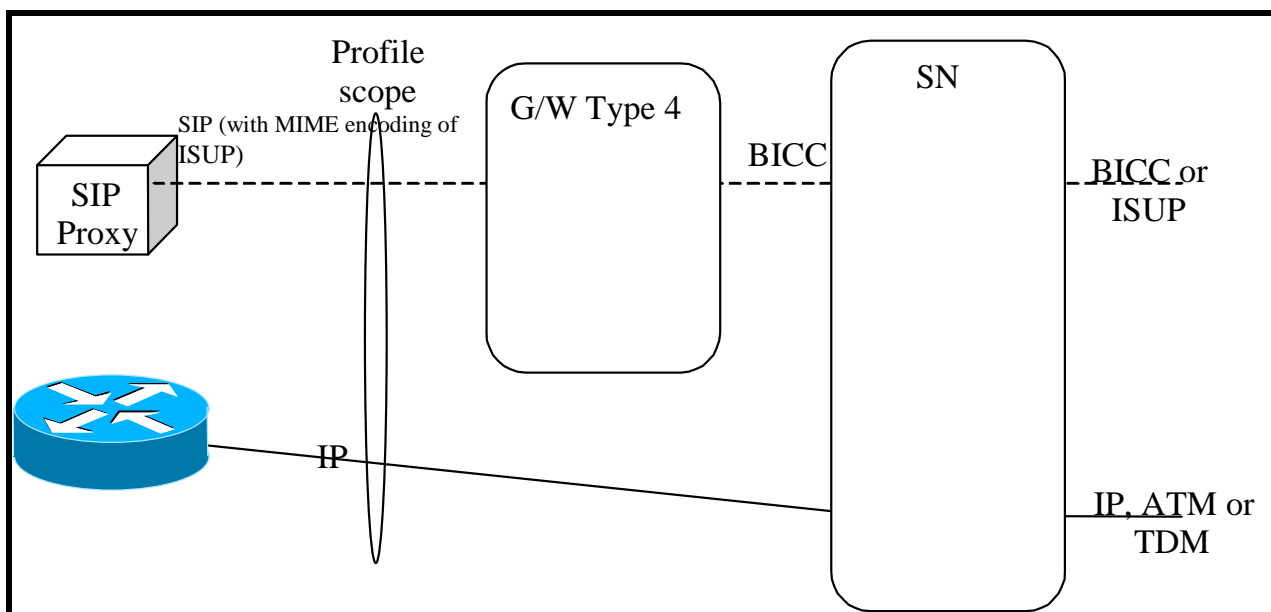 Profile
scope
SIP (with MIME encoding of
ISUP)
SIP
Proxy
G/W Type 4
BICC
SN
BICC or
ISUP
IP
IP, ATM or
TDM